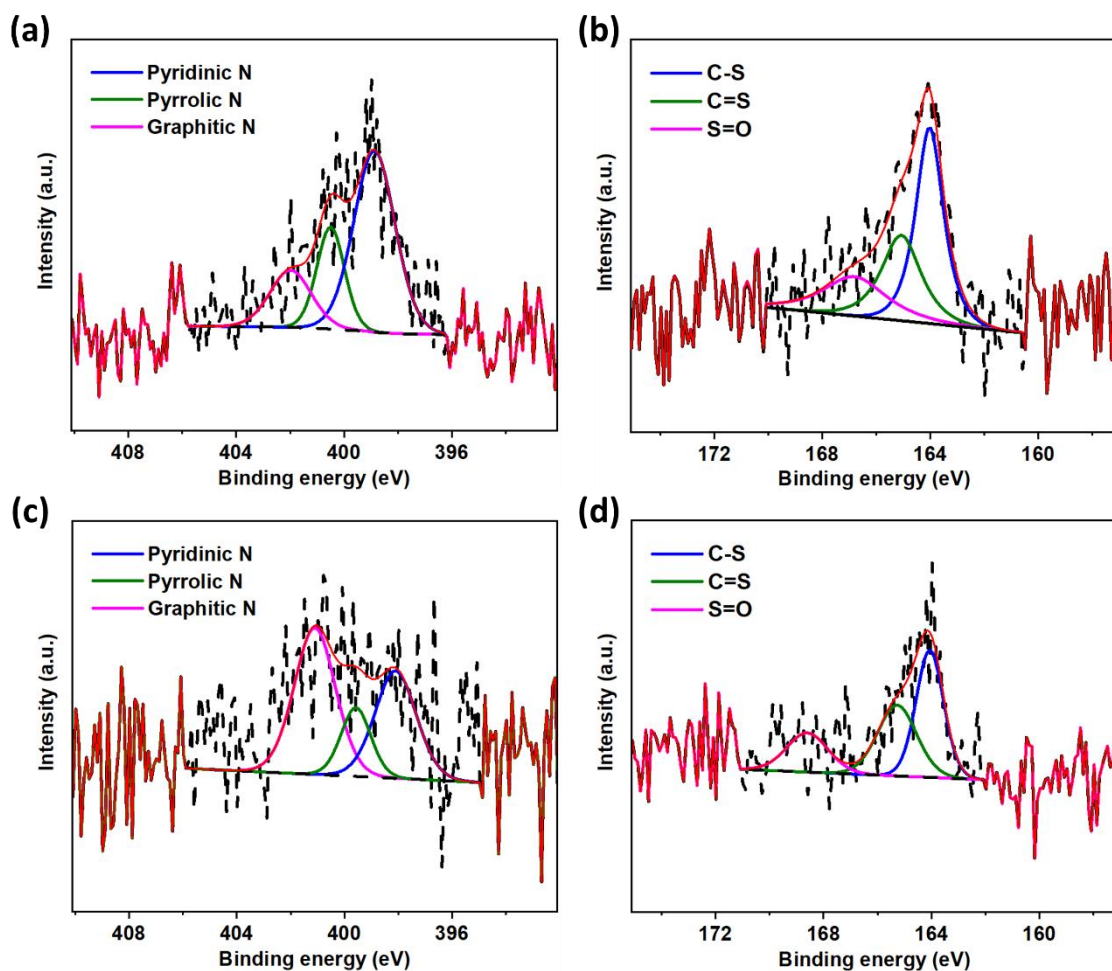 (a)
Pyridinic N
Pyrrolic N
Graphitic N
Intensity (a.u.)
408 404 400 396
Binding energy (eV)
(b)
C-S
C=S
S=O
Intensity (a.u.)
172 168 164 160
Binding energy (eV)
(c)
Pyridinic N
Pyrrolic N
Graphitic N
Intensity (a.u.)
408 404 400 396
Binding energy (eV)
(d)
C-S
C=S
S=O
Intensity (a.u.)
172 168 164 160
Binding energy (eV)